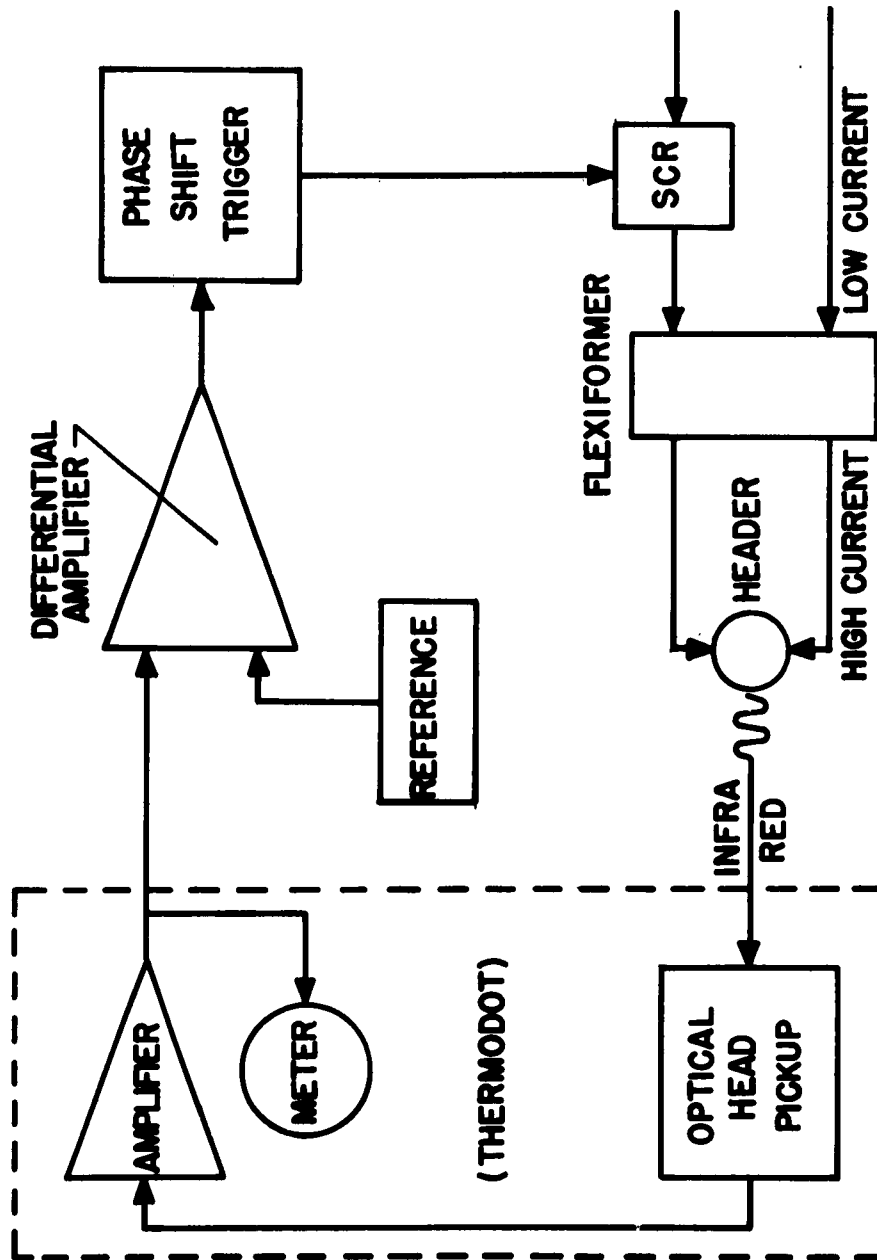 DIFFERENTIAL
AMPLIFIER
PHASE
SHIFT
TRIGGER
AMPLIFIER
METER
REFERENCE
(THERMODOT)
FLEXIFORMER
SCR
INFRA
RED
HEADER
OPTICAL
HEAD
PICKUP
HIGH CURRENT
LOW CURRENT